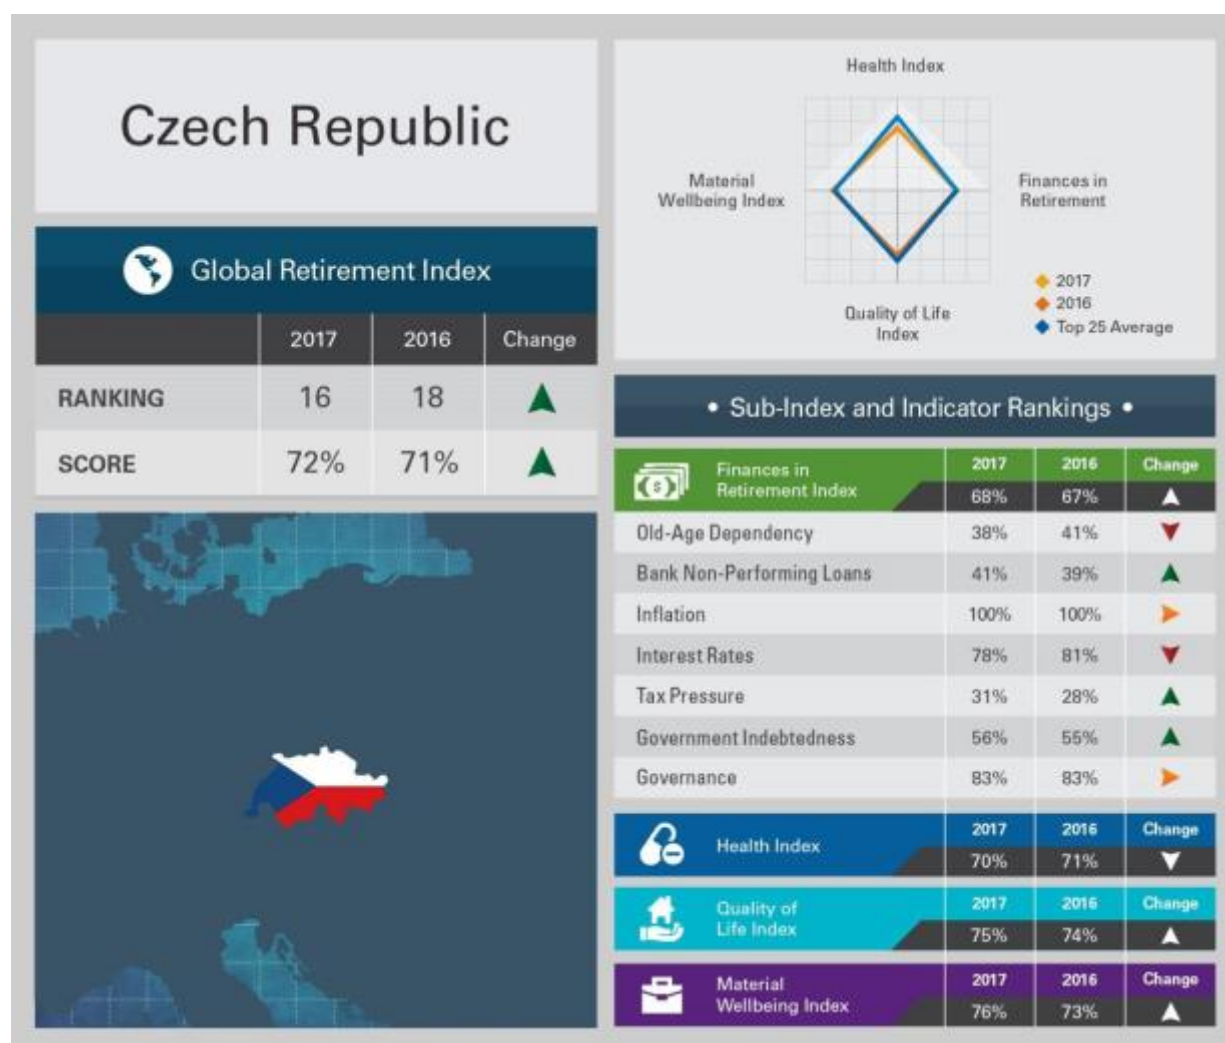 Czech Republic
Global Retirement Index
2017 2016 Change
RANKING 16 18
SCORE 72% 71%
Health Index
Material
Wellbeing Index
Finances in
Retirement
Quality of Life
Index
2017
2016
Top 25 Average
• Sub-Index and Indicator Rankings •
Finances in
Retirement Index
2017 2016 Change
68% 67%
Old-Age Dependency 38% 41%
Bank Non-Performing Loans 41% 39%
Inflation 100% 100%
Interest Rates 78% 81%
Tax Pressure 31% 28%
Government Indebtedness 56% 55%
Governance 83% 83%
Health Index
2017 2016 Change
70% 71%
Quality of
Life Index
2017 2016 Change
75% 74%
Material
Wellbeing Index
2017 2016 Change
76% 73%